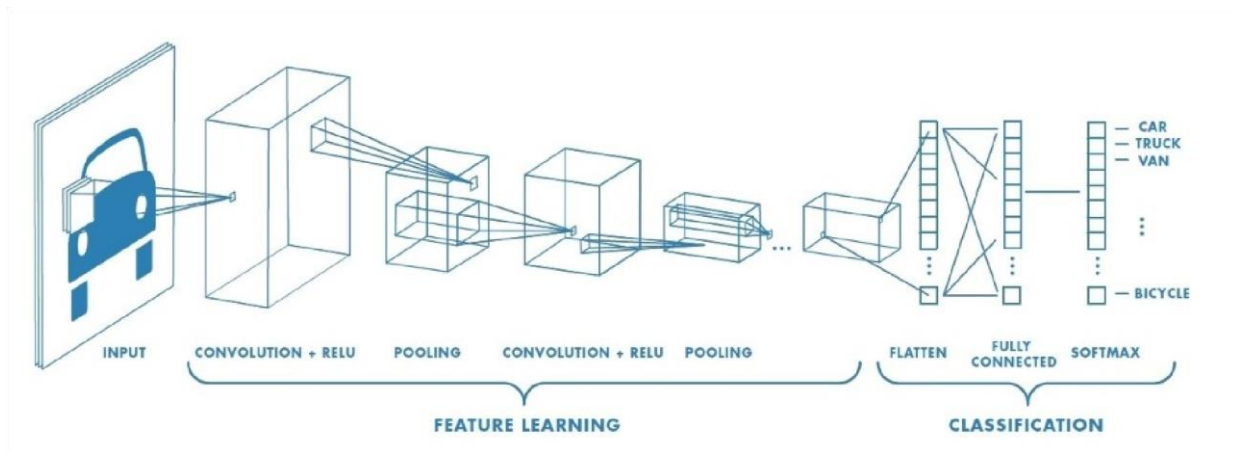 CAR
TRUCK
VAN
BICYCLE
INPUT CONVOLUTION + RELU POOLING CONVOLUTION + RELU POOLING FLATTEN FULLY CONNECTED SOFTMAX
FEATURE LEARNING CLASSIFICATION